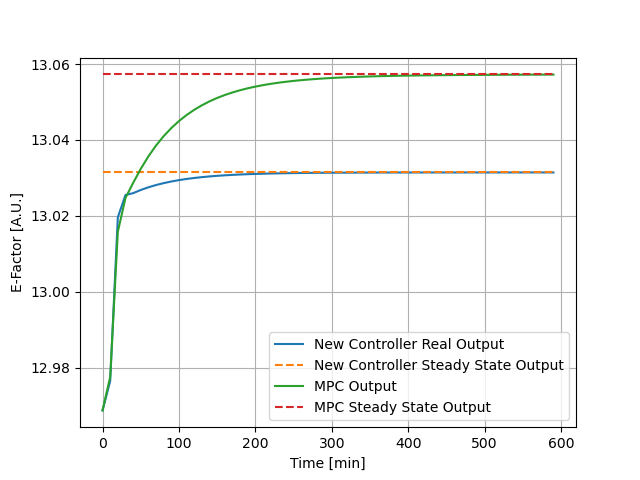 13.06
13.04
13.02
13.00
12.98
E-Factor [A.U.]
New Controller Real Output
New Controller Steady State Output
MPC Output
MPC Steady State Output
0 100 200 300 400 500 600
Time [min]